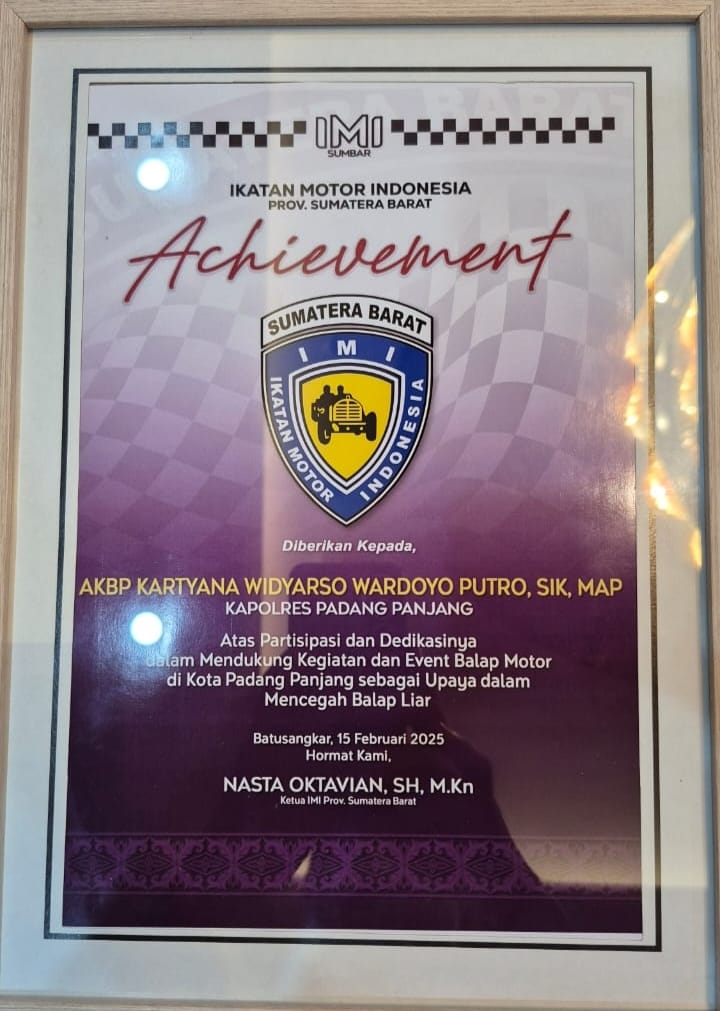 IMI
SUMBAR
IKATAN MOTOR INDONESIA
PROV. SUMATERA BARAT
Achievement
SUMATERA BARAT
IMI
IKATAN MOTOR INDONESIA
Diberikan Kepada,
AKBP KARTYANA WIDYARSO WARDOYO PUTRO, SIK, MAP
KAPOLRES PADANG PANJANG
Atas Partisipasi dan Dedikasinya
dalam Mendukung Kegiatan dan Event Balap Motor
di Kota Padang Panjang sebagai Upaya dalam
Mencegah Balap Liar
Batusangkar, 15 Februari 2025
Hormat Kami,
NASTA OKTAVIAN, SH, M.Kn
Ketua IMI Prov. Sumatera Barat